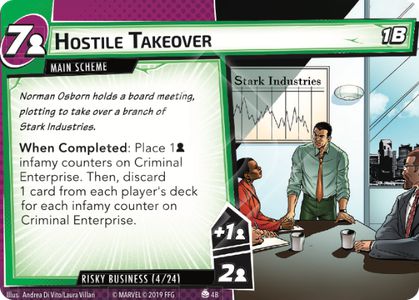 7
HOSTILE TAKEOVER
1B
MAIN SCHEME
Norman Osborn holds a board meeting,
plotting to take over a branch of
Stark Industries.
When Completed: Place 1
infamy counters on Criminal
Enterprise. Then, discard
1 card from each player's deck
for each infamy counter on
Criminal Enterprise.
Stark Industries
+1
2
RISKY BUSINESS (4/24)
Illus. Andrea Di Vito/Laura Villari
© MARVEL © 2019 FFG
4B